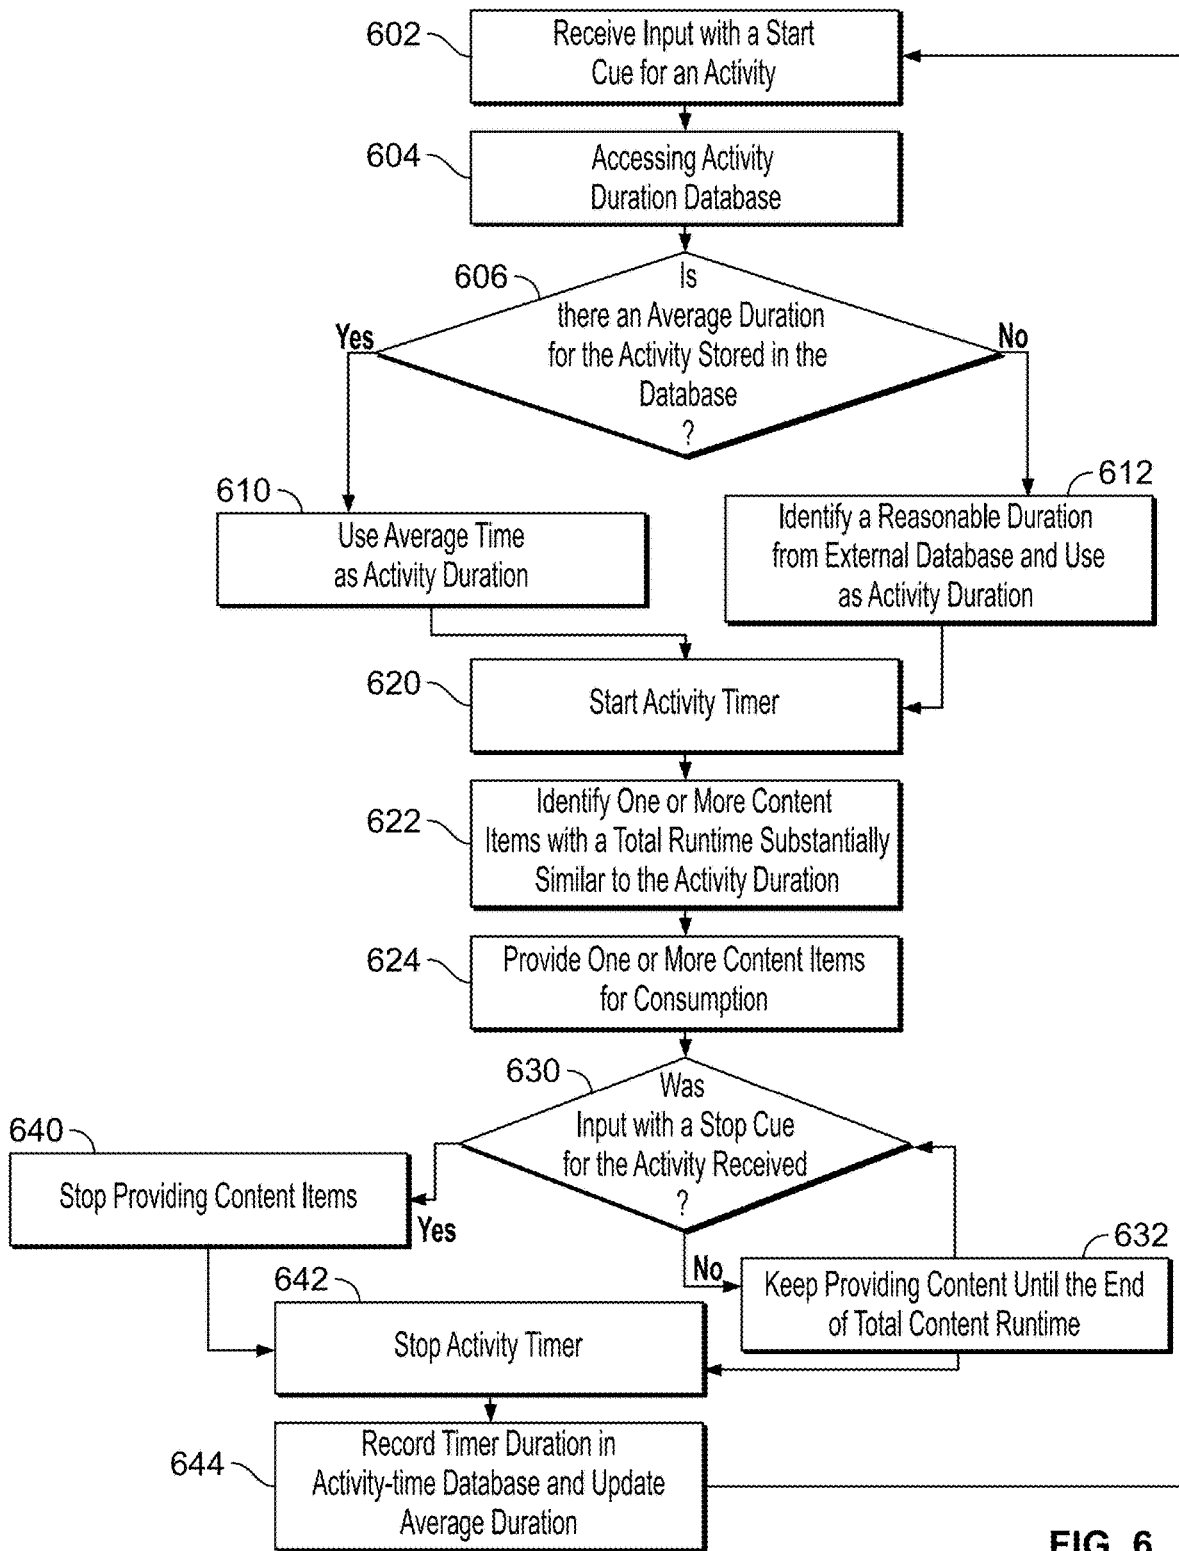 602
Receive Input with a Start
Cue for an Activity
604
Accessing Activity
Duration Database
606
Is
there an Average Duration
for the Activity Stored in the
Database
?
Yes
No
610
Use Average Time
as Activity Duration
612
Identify a Reasonable Duration
from External Database and Use
as Activity Duration
620
Start Activity Timer
622
Identify One or More Content
Items with a Total Runtime Substantially
Similar to the Activity Duration
624
Provide One or More Content Items
for Consumption
630
Was
Input with a Stop Cue
for the Activity Received
?
640
Stop Providing Content Items
Yes
No
632
Keep Providing Content Until the End
of Total Content Runtime
642
Stop Activity Timer
644
Record Timer Duration in
Activity-time Database and Update
Average Duration
FIG. 6